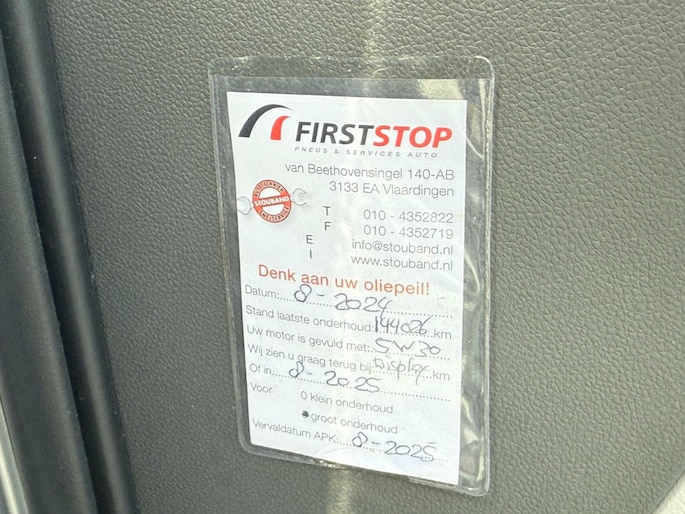 FIRSTSTOP
PNEUS & SERVICES AUTO
van Beethovensingel 140-AB
3133 EA Vlaardingen
STOUBAND
T 010 - 4352822
F 010 - 4352719
E info@stouband.nl
I www.stouband.nl
Denk aan uw oliepeil!
Datum: 8-2024
Stand laatste onderhoud: 144026 km
Uw motor is gevuld met: 5W30
Wij zien u graag terug bij: Display km
Of in 8-2025
Voor 0 klein onderhoud
groot onderhoud
Vervaldatum APK: 8-2025